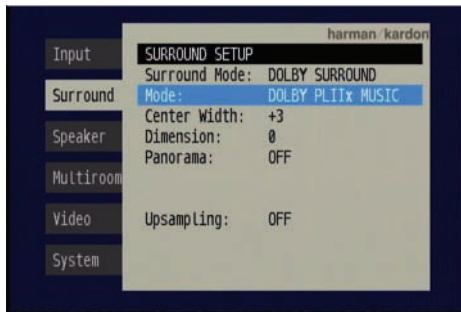 harman/kardon
Input
Surround
Speaker
Multiroom
Video
System
SURROUND SETUP
Surround Mode: DOLBY SURROUND
Mode: DOLBY PLIIx MUSIC
Center Width: +3
Dimension: 0
Panorama: OFF
Upsampling: OFF